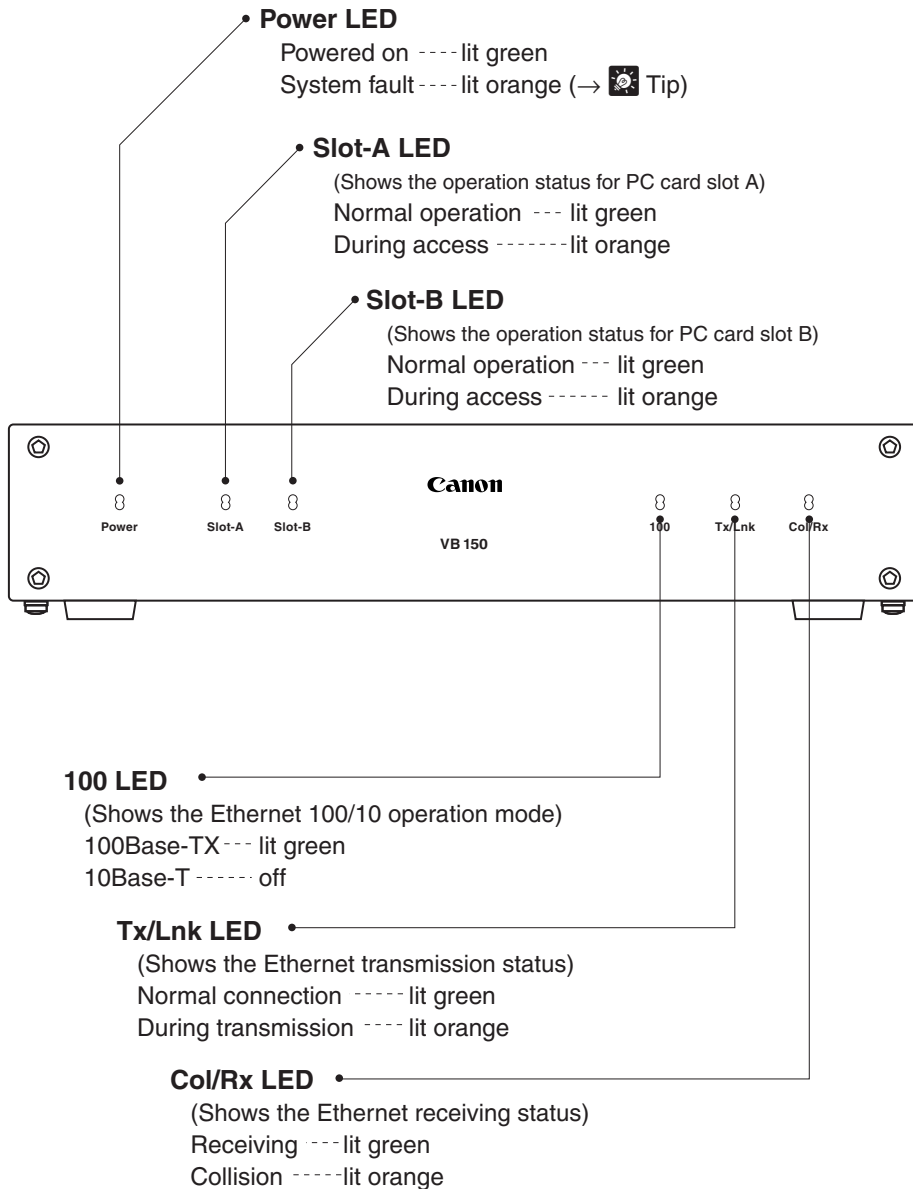 Power LED
Powered on ---- lit green
System fault ---- lit orange (→ Tip)
Slot-A LED
(Shows the operation status for PC card slot A)
Normal operation --- lit green
During access ------- lit orange
Slot-B LED
(Shows the operation status for PC card slot B)
Normal operation --- lit green
During access ------ lit orange
Canon
Power Slot-A Slot-B 100 Tx/Lnk Col/Rx
VB 150
100 LED
(Shows the Ethernet 100/10 operation mode)
100Base-TX --- lit green
10Base-T ------ off
Tx/Lnk LED
(Shows the Ethernet transmission status)
Normal connection ----- lit green
During transmission ---- lit orange
Col/Rx LED
(Shows the Ethernet receiving status)
Receiving ---- lit green
Collision ----- lit orange